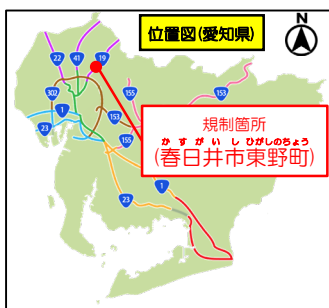 位置図(愛知県)
N
22
41
19
155
153
302
1
153
23
155
規制箇所
かすがいし ひがしのちょう
(春日井市東野町)
1
23